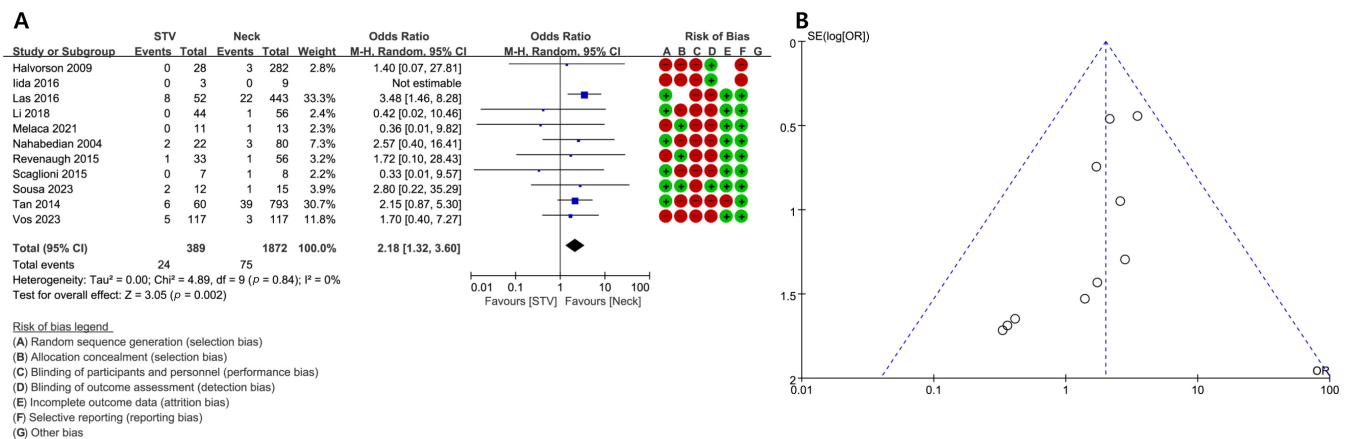 A
STV Neck Odds Ratio Odds Ratio Risk of Bias
Study or Subgroup Events Total Events Total Weight M-H. Random. 95% CI M-H. Random. 95% CI A B C D E F G
Halvorson 2009 0 28 3 282 2.8% 1.40 [0.07, 27.81]
Iida 2016 0 3 0 9 Not estimable
Las 2016 8 52 22 443 33.3% 3.48 [1.46, 8.28]
Li 2018 0 44 1 56 2.4% 0.42 [0.02, 10.46]
Melaca 2021 0 11 1 13 2.3% 0.36 [0.01, 9.82]
Nahabedian 2004 2 22 3 80 5.7% 2.57 [0.40, 16.41]
Revenaugh 2015 1 33 1 56 3.2% 1.72 [0.10, 28.43]
Scaglioni 2015 0 7 1 8 2.2% 0.33 [0.01, 9.57]
Sousa 2023 2 12 1 15 3.9% 2.80 [0.22, 35.29]
Tan 2014 6 60 39 793 30.7% 2.15 [0.87, 5.30]
Vos 2023 5 117 3 117 11.8% 1.70 [0.40, 7.27]
Total (95% CI) 389 1872 100.0% 2.18 [1.32, 3.60]
Total events 24 75
Heterogeneity: Tau² = 0.00; Chi² = 4.89, df = 9 (p = 0.84); I² = 0%
Test for overall effect: Z = 3.05 (p = 0.002)
0.01 0.1 1 10 100
Favours [STV] Favours [Neck]
Risk of bias legend
(A) Random sequence generation (selection bias)
(B) Allocation concealment (selection bias)
(C) Blinding of participants and personnel (performance bias)
(D) Blinding of outcome assessment (detection bias)
(E) Incomplete outcome data (attrition bias)
(F) Selective reporting (reporting bias)
(G) Other bias
B
SE(log[OR])
0
0.5
1
1.5
2
OR
0.01 0.1 1 10 100